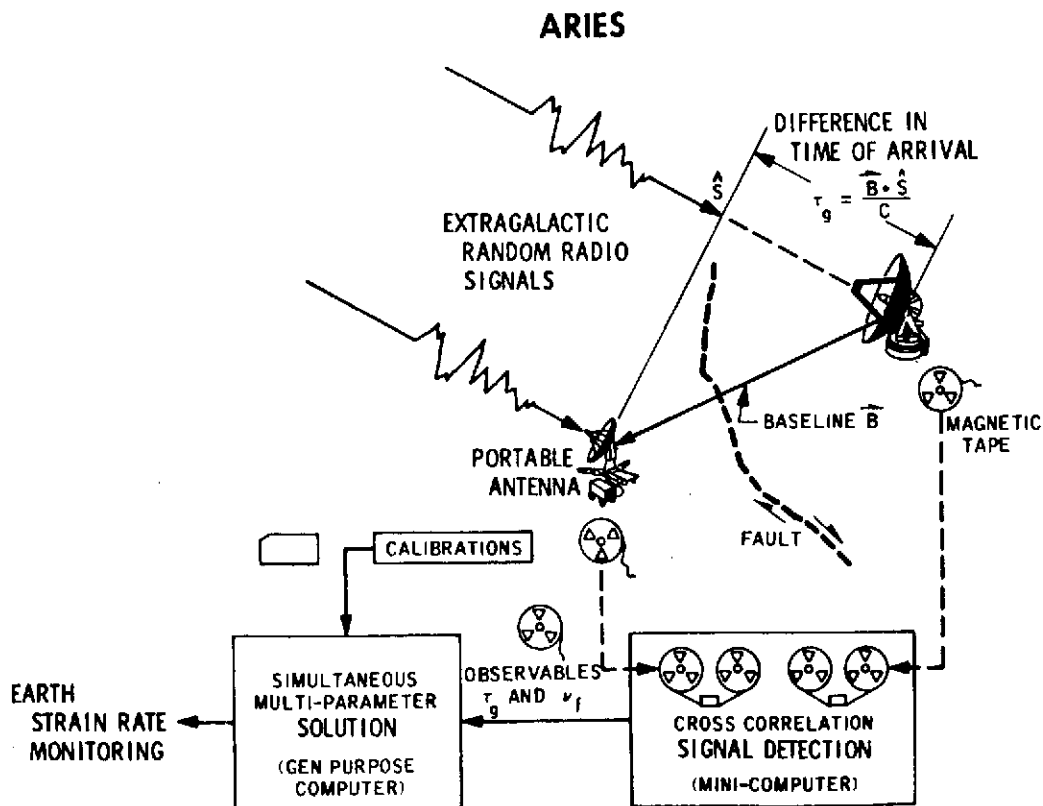 ARIES
DIFFERENCE IN
TIME OF ARRIVAL
τg = B⃗ • Ŝ / C
Ŝ
EXTRAGALACTIC
RANDOM RADIO
SIGNALS
BASELINE B⃗
MAGNETIC
TAPE
PORTABLE
ANTENNA
FAULT
CALIBRATIONS
OBSERVABLES
τg AND νf
SIMULTANEOUS
MULTI-PARAMETER
SOLUTION
(GEN PURPOSE
COMPUTER)
CROSS CORRELATION
SIGNAL DETECTION
(MINI-COMPUTER)
EARTH
STRAIN RATE
MONITORING